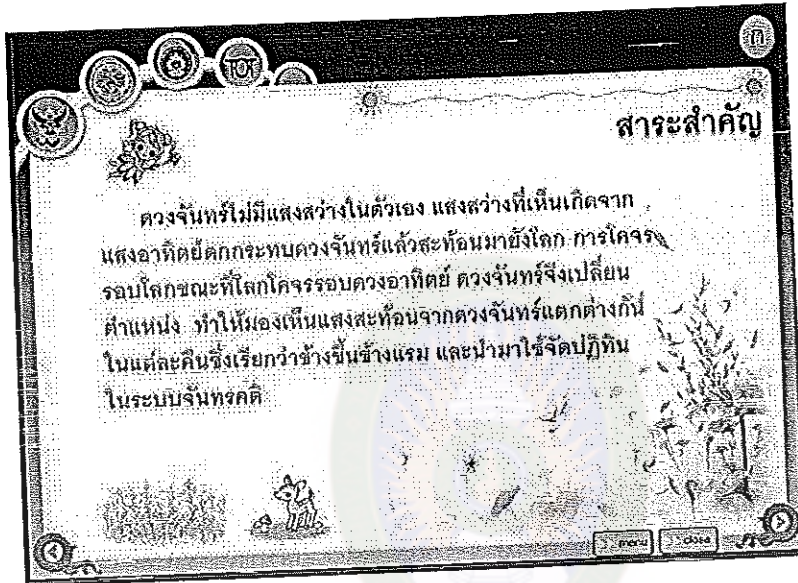 TOT
สาระสำคัญ
ดวงจันทร์ไม่มีแสงสว่างในตัวเอง แสงสว่างที่เห็นเกิดจาก
แสงอาทิตย์ตกกระทบดวงจันทร์แล้วสะท้อนมายังโลก การโคจร
รอบโลกขณะที่โลกโคจรรอบดวงอาทิตย์ ดวงจันทร์จึงเปลี่ยน
ตำแหน่ง ทำให้มองเห็นแสงสะท้อนจากดวงจันทร์แตกต่างกัน
ในแต่ละคืนซึ่งเรียกว่าข้างขึ้นข้างแรม และนำมาใช้จัดปฏิทิน
ในระบบจันทรคติ
menu close